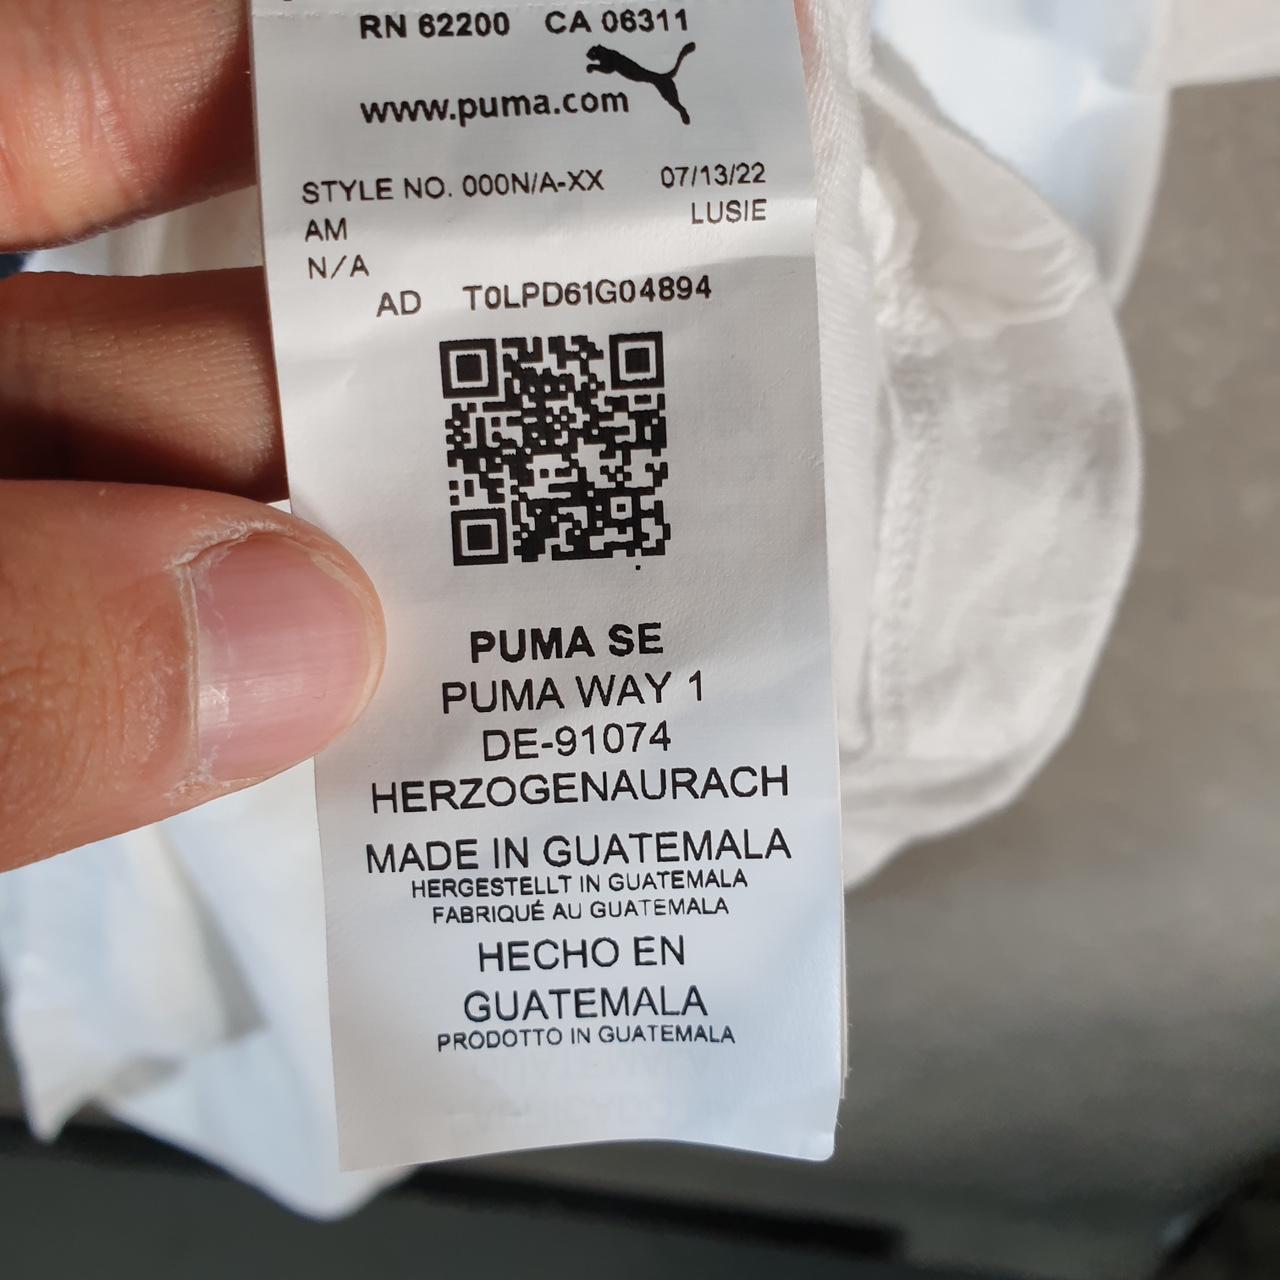 RN 62200 CA 06311
www.puma.com
STYLE NO. 000N/A-XX 07/13/22
AM LUSIE
N/A
AD T0LPD61G04894
PUMA SE
PUMA WAY 1
DE-91074
HERZOGENAURACH
MADE IN GUATEMALA
HERGESTELLT IN GUATEMALA
FABRIQUÉ AU GUATEMALA
HECHO EN
GUATEMALA
PRODOTTO IN GUATEMALA